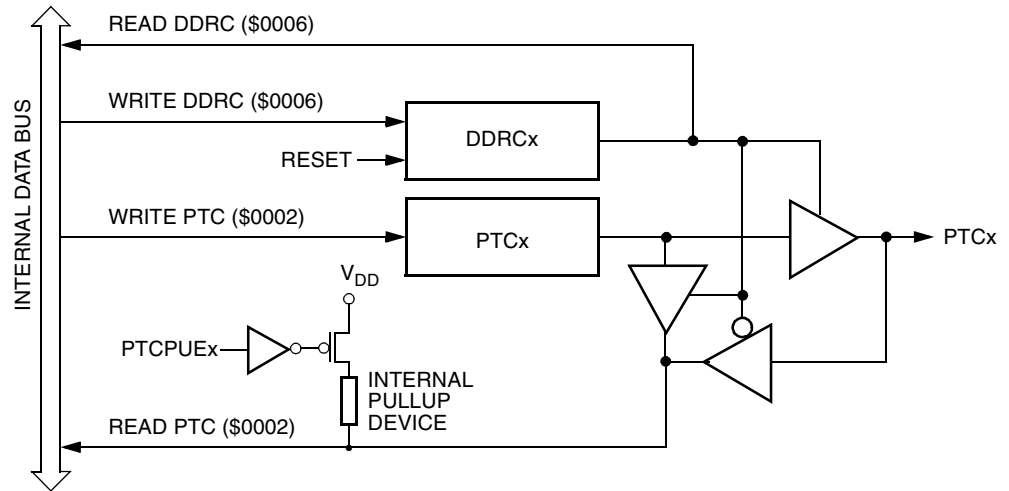 READ DDRC ($0006)
WRITE DDRC ($0006)
DDRCx
RESET
WRITE PTC ($0002)
PTCx
PTCx
INTERNAL DATA BUS
VDD
PTCPUEx
INTERNAL
PULLUP
DEVICE
READ PTC ($0002)